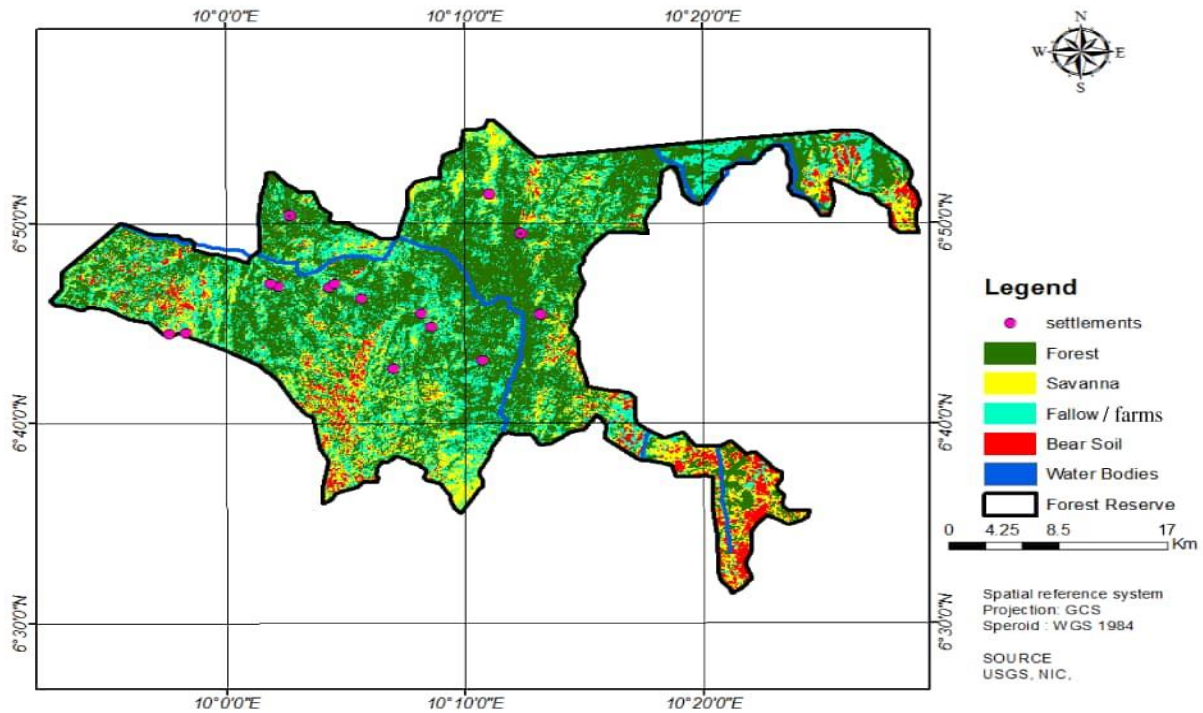 10°0'0"E 10°10'0"E 10°20'0"E
N
W E
S
6°50'0"N 6°50'0"N
6°40'0"N 6°40'0"N
6°30'0"N 6°30'0"N
10°0'0"E 10°10'0"E 10°20'0"E
Legend
settlements
Forest
Savanna
Fallow / farms
Bear Soil
Water Bodies
Forest Reserve
0 4.25 8.5 17
Km
Spatial reference system
Projection: GCS
Speroid : WGS 1984
SOURCE
USGS, NIC,